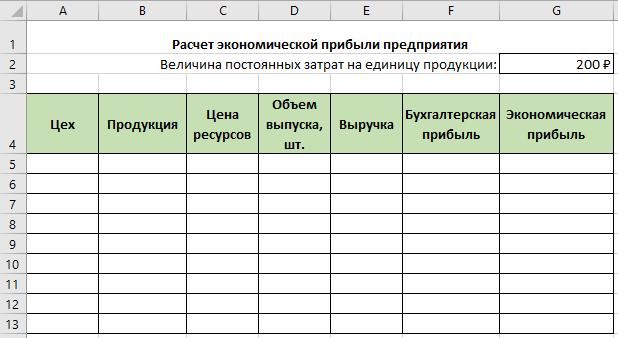 A B C D E F G
1 Расчет экономической прибыли предприятия
2 Величина постоянных затрат на единицу продукции: 200 ₽
3
4 Цех Продукция Цена ресурсов Объем выпуска, шт. Выручка Бухгалтерская прибыль Экономическая прибыль
5
6
7
8
9
10
11
12
13